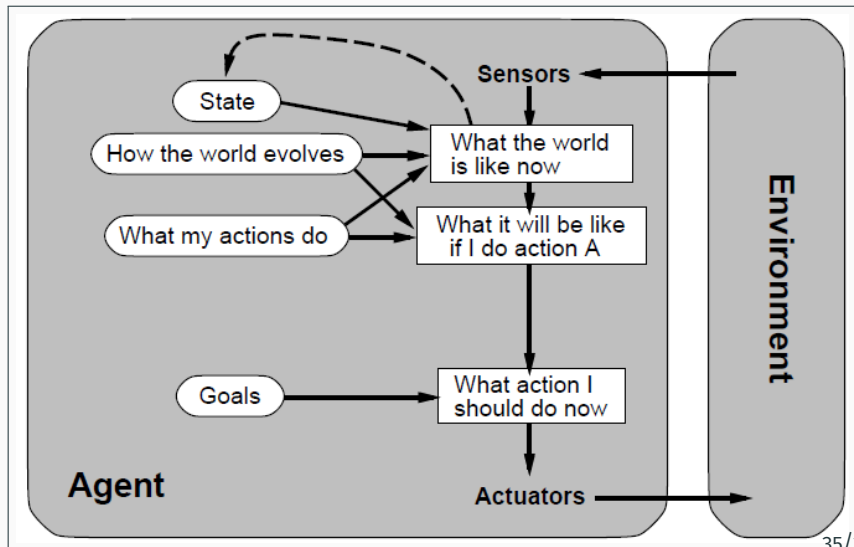 Sensors
State
What the world
is like now
How the world evolves
What it will be like
if I do action A
What my actions do
Environment
Goals
What action I
should do now
Agent
Actuators
35/